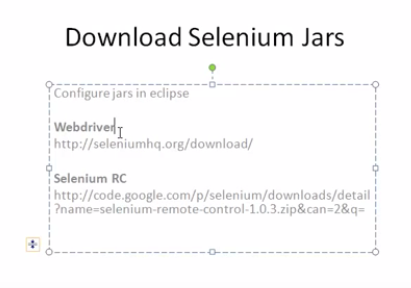 Download Selenium Jars
Configure jars in eclipse
Webdriver
http://seleniumhq.org/download/
Selenium RC
http://code.google.com/p/selenium/downloads/detail
?name=selenium-remote-control-1.0.3.zip&can=2&q=